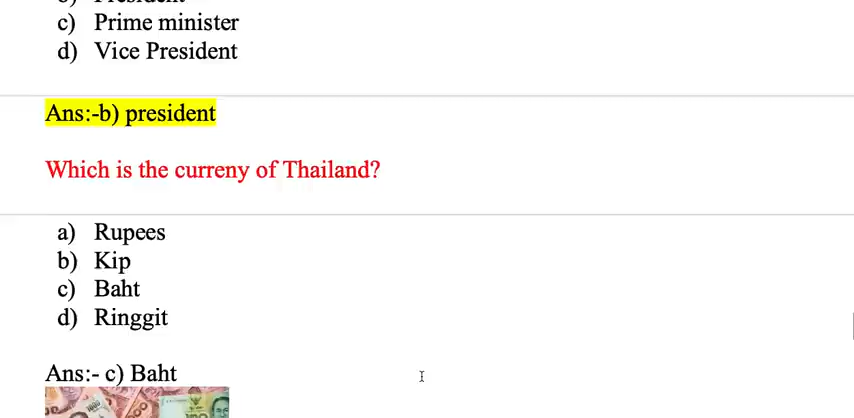 c) Prime minister
d) Vice President
Ans:-b) president
Which is the curreny of Thailand?
a) Rupees
b) Kip
c) Baht
d) Ringgit
Ans:- c) Baht